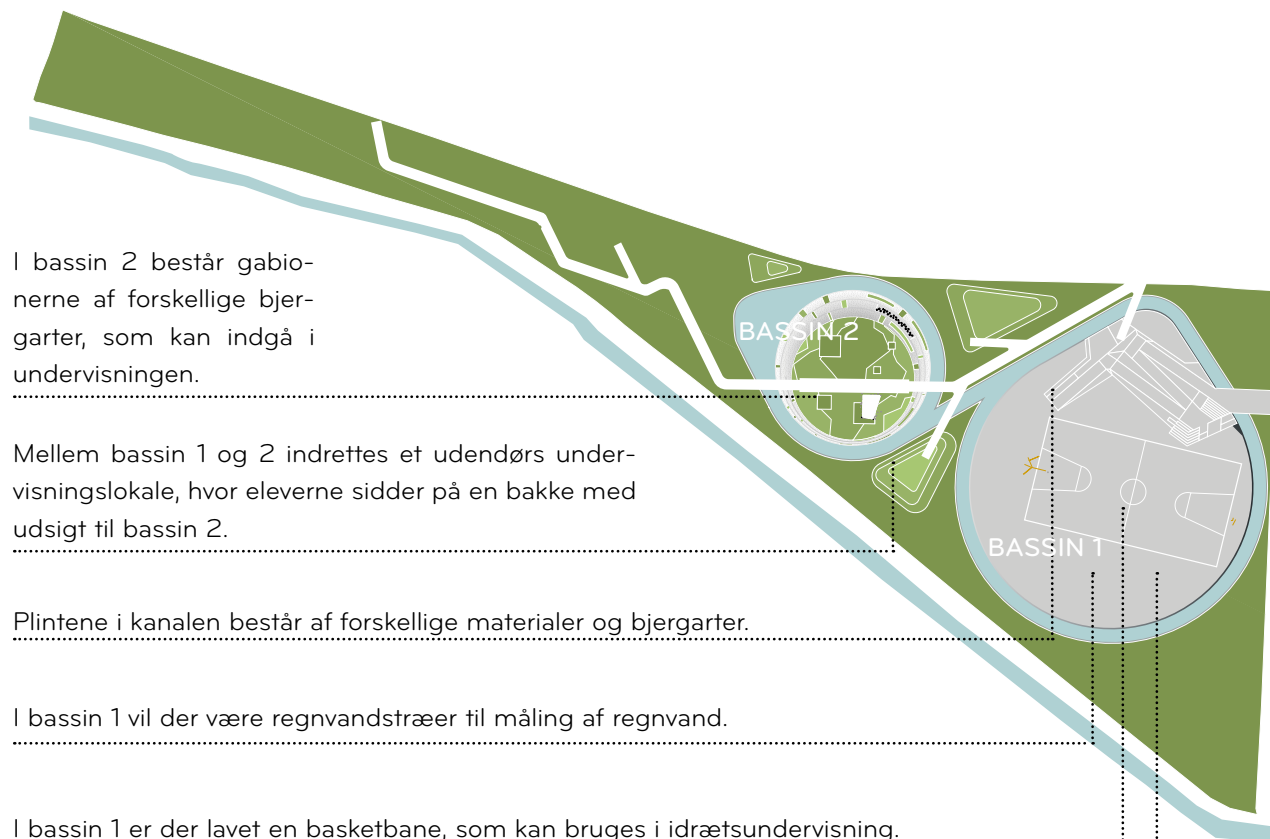 I bassin 2 består gabio-
nerne af forskellige bjer-
garter, som kan indgå i
undervisningen.
BASSIN 2
Mellem bassin 1 og 2 indrettes et udendørs under-
visningslokale, hvor eleverne sidder på en bakke med
udsigt til bassin 2.
BASSIN 1
Plintene i kanalen består af forskellige materialer og bjergarter.
I bassin 1 vil der være regnvandstræer til måling af regnvand.
I bassin 1 er der lavet en basketbane, som kan bruges i idrætsundervisning.